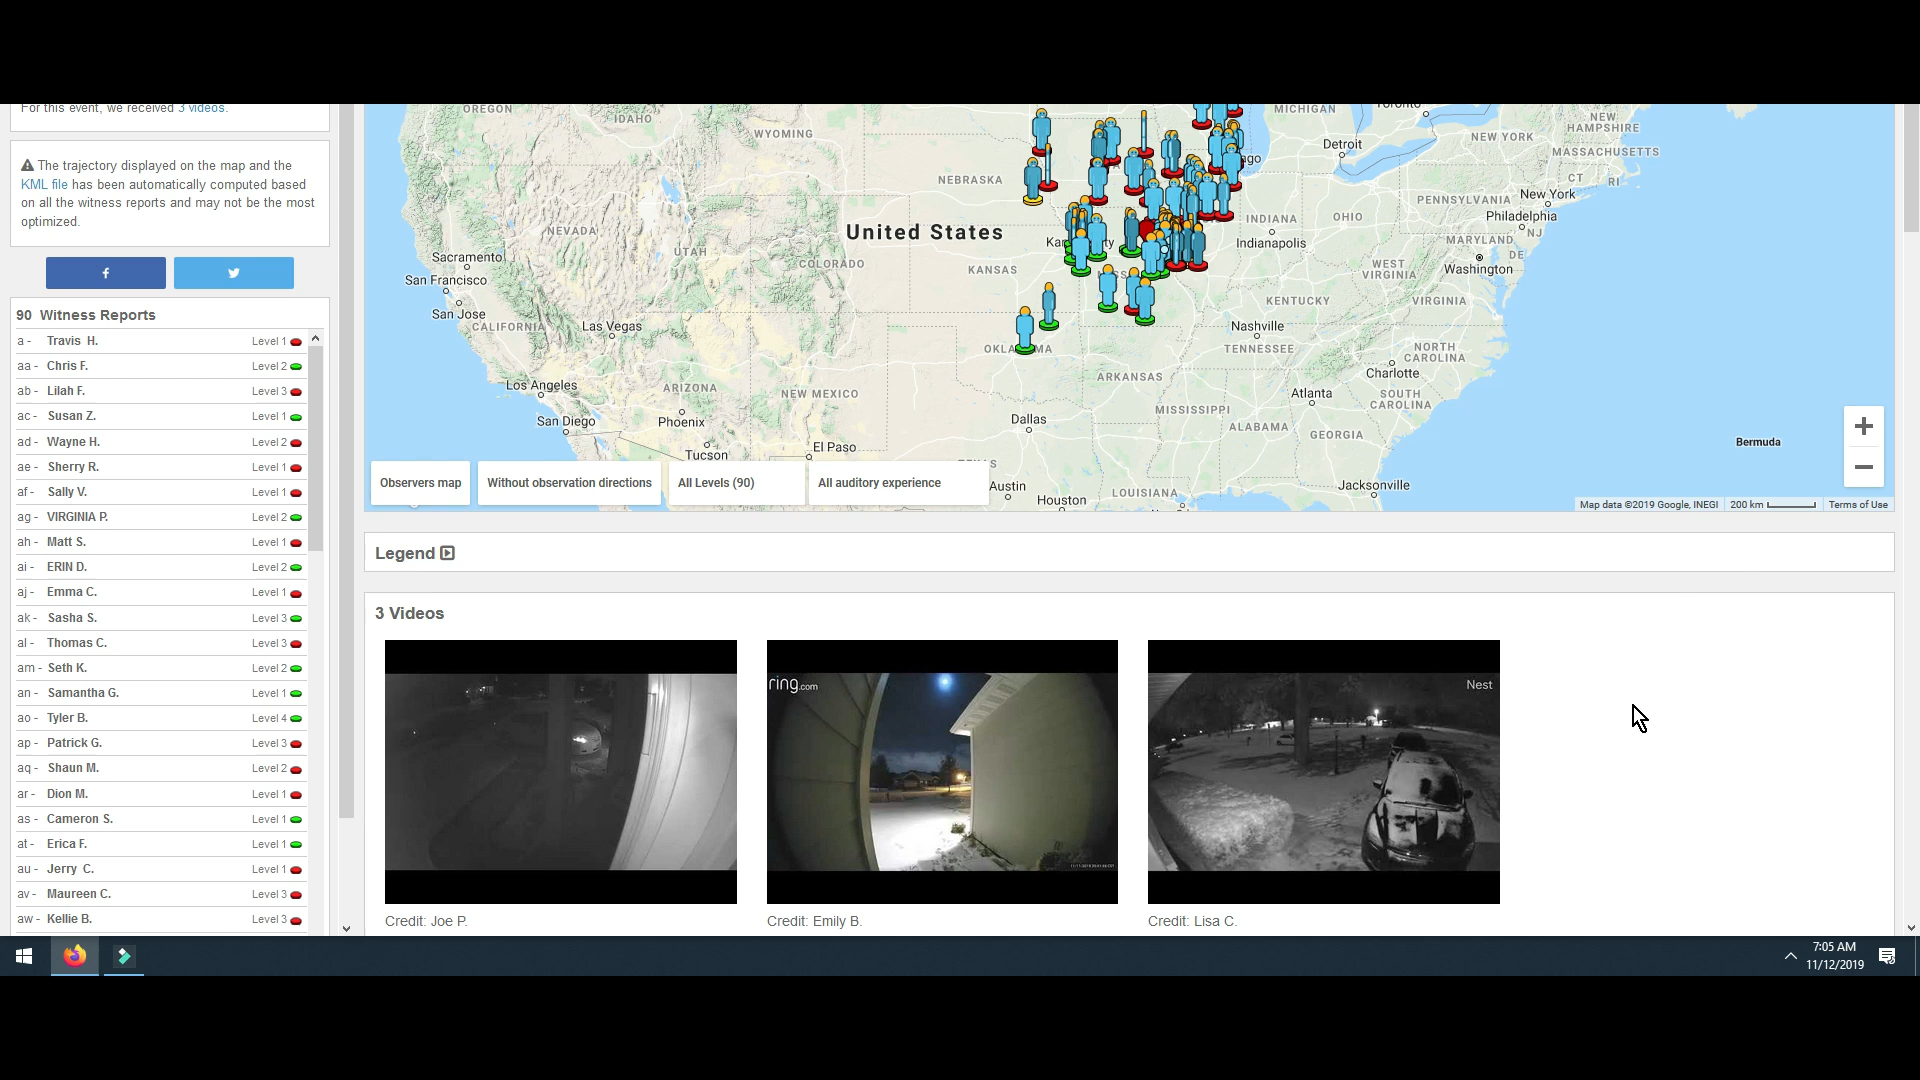 For this event, we received 3 videos.
The trajectory displayed on the map and the
KML file has been automatically computed based
on all the witness reports and may not be the most
optimized.
90 Witness Reports
a - Travis H. Level 1
aa - Chris F. Level 2
ab - Lilah F. Level 3
ac - Susan Z. Level 1
ad - Wayne H. Level 2
ae - Sherry R. Level 1
af - Sally V. Level 1
ag - VIRGINIA P. Level 2
ah - Matt S. Level 1
ai - ERIN D. Level 2
aj - Emma C. Level 1
ak - Sasha S. Level 3
al - Thomas C. Level 3
am - Seth K. Level 2
an - Samantha G. Level 1
ao - Tyler B. Level 4
ap - Patrick G. Level 3
aq - Shaun M. Level 2
ar - Dion M. Level 1
as - Cameron S. Level 1
at - Erica F. Level 1
au - Jerry C. Level 1
av - Maureen C. Level 3
aw - Kellie B. Level 3
OREGON
IDAHO
WYOMING
MICHIGAN
Toronto
NEW
HAMPSHIRE
NEW YORK
Detroit
MASSACHUSETTS
CT RI
NEBRASKA
New York
PENNSYLVANIA
Philadelphia
NEVADA
United States
INDIANA
OHIO
NJ
Indianapolis
MARYLAND
DE
UTAH
Sacramento
COLORADO
KANSAS
WEST
VIRGINIA
Washington
San Francisco
KENTUCKY
VIRGINIA
San Jose
CALIFORNIA
Las Vegas
Nashville
TENNESSEE
OKLAHOMA
NORTH
CAROLINA
Charlotte
Los Angeles
ARIZONA
NEW MEXICO
ARKANSAS
Atlanta
SOUTH
CAROLINA
San Diego
Phoenix
Dallas
MISSISSIPPI
ALABAMA
GEORGIA
El Paso
Tucson
Bermuda
Austin
Houston
LOUISIANA
Jacksonville
Observers map
Without observation directions
All Levels (90)
All auditory experience
Map data ©2019 Google, INEGI
200 km
Terms of Use
Legend
3 Videos
ring.com
Nest
Credit: Joe P.
Credit: Emily B.
Credit: Lisa C.
7:05 AM
11/12/2019